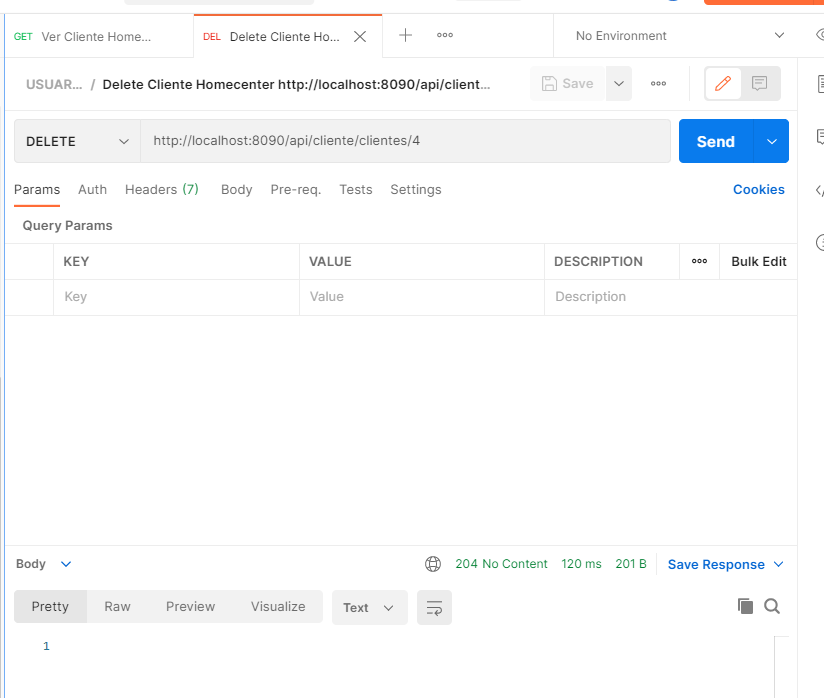 GET Ver Cliente Home...
DEL Delete Cliente Ho...
No Environment
USUAR... / Delete Cliente Homecenter http://localhost:8090/api/client...
Save
DELETE
http://localhost:8090/api/cliente/clientes/4
Send
Params Auth Headers (7) Body Pre-req. Tests Settings
Cookies
Query Params
KEY VALUE DESCRIPTION Bulk Edit
Key Value Description
Body
204 No Content 120 ms 201 B Save Response
Pretty Raw Preview Visualize Text
1